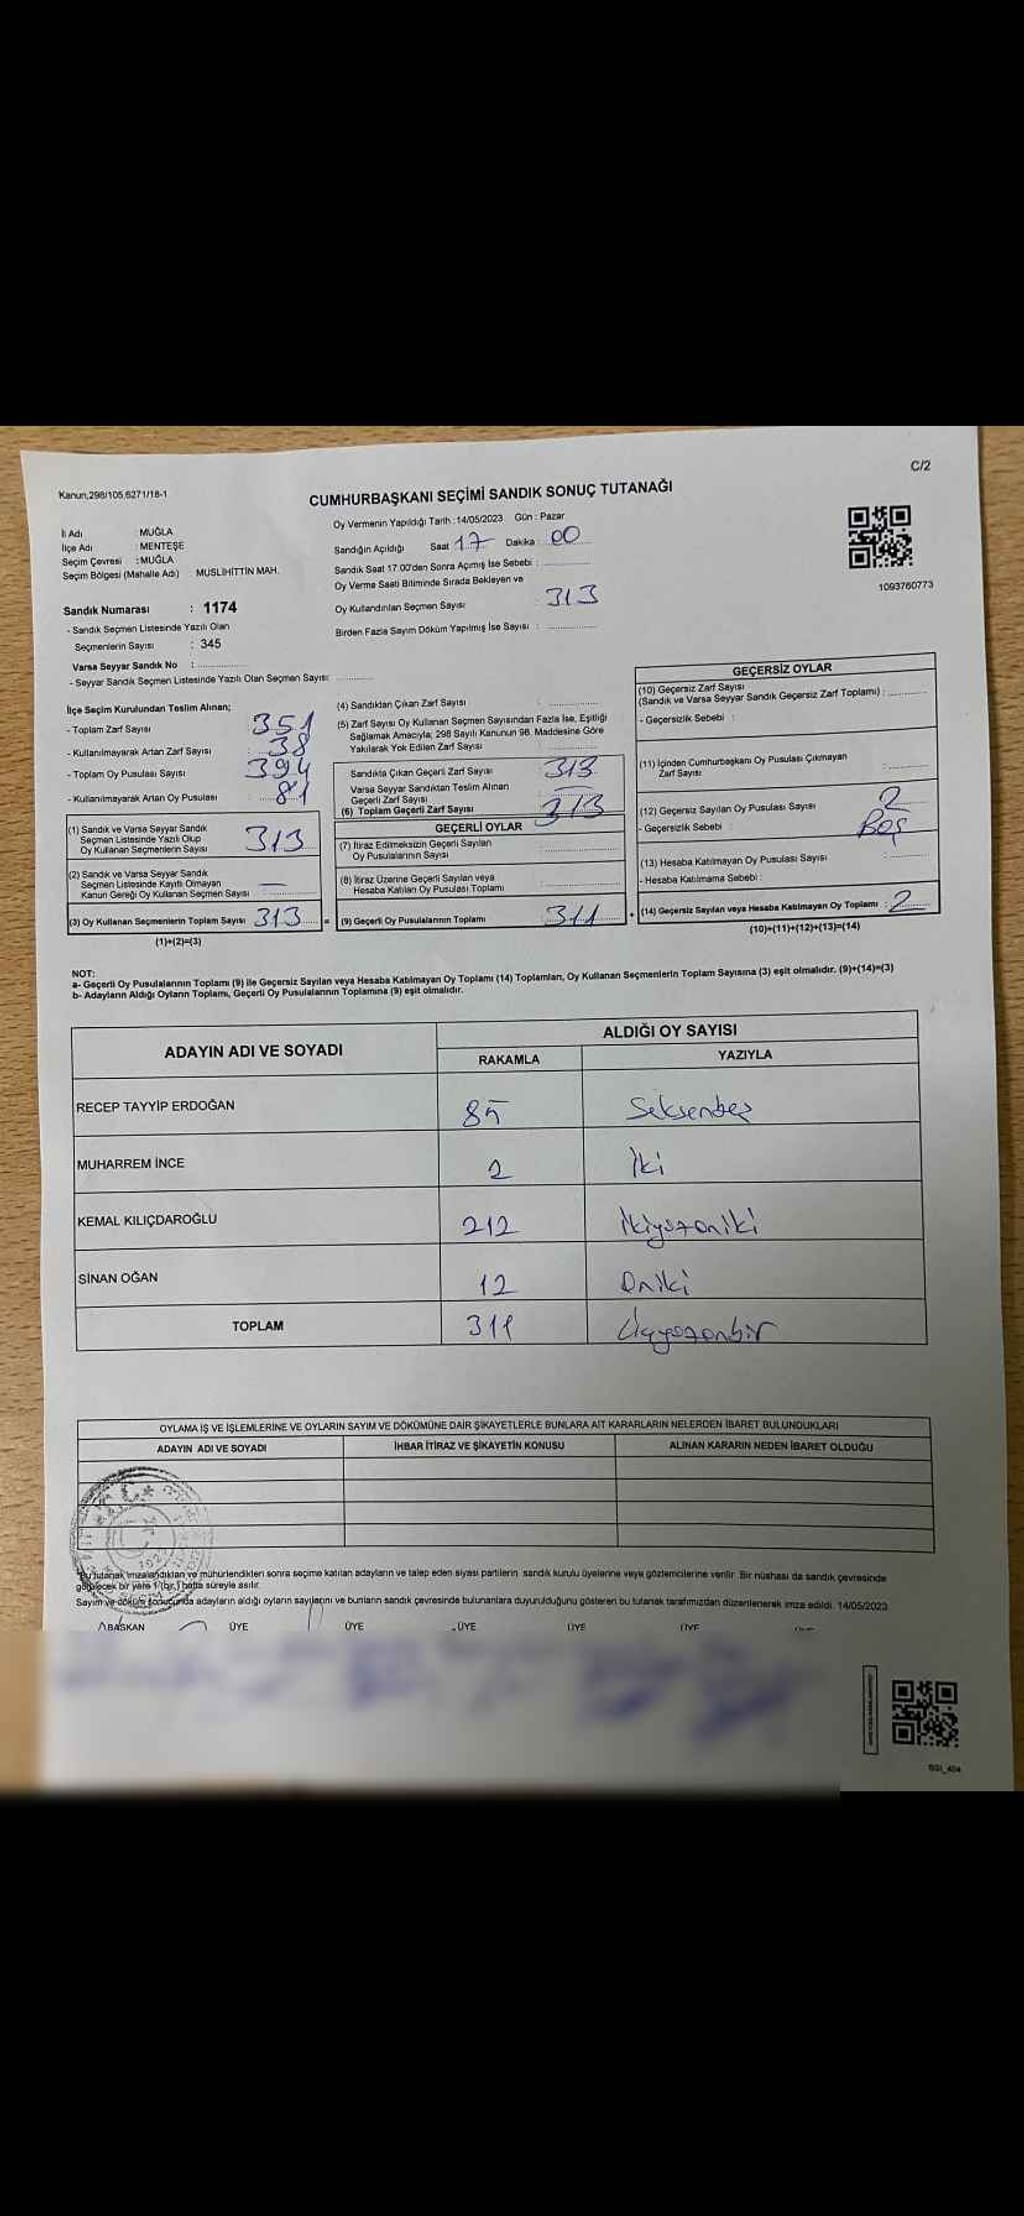 C/2
Kanun,298/105,6271/18-1
CUMHURBAŞKANI SEÇİMİ SANDIK SONUÇ TUTANAĞI
Oy Vermenin Yapıldığı Tarih :14/05/2023 Gün : Pazar
İl Adı : MUĞLA
İlçe Adı : MENTEŞE
Seçim Çevresi : MUĞLA
Seçim Bölgesi (Mahalle Adı) : MUSLİHİTTİN MAH.
Sandığın Açıldığı Saat 17 Dakika : 00
Sandık Saat 17.00'den Sonra Açımış İse Sebebi :
Oy Verme Saati Bitiminde Sırada Bekleyen ve
Oy Kullandırılan Seçmen Sayısı : 313
Birden Fazla Sayım Döküm Yapılmış İse Sayısı :
1093760773
Sandık Numarası : 1174
- Sandık Seçmen Listesinde Yazılı Olan
Seçmenlerin Sayısı : 345
Varsa Seyyar Sandık No :
- Seyyar Sandık Seçmen Listesinde Yazılı Olan Seçmen Sayısı:
İlçe Seçim Kurulundan Teslim Alınan;
- Toplam Zarf Sayısı 351
- Kullanılmayarak Artan Zarf Sayısı : 38
- Toplam Oy Pusulası Sayısı 394
- Kullanılmayarak Artan Oy Pusulası : 81
(1) Sandık ve Varsa Seyyar Sandık
Seçmen Listesinde Yazılı Olup
Oy Kullanan Seçmenlerin Sayısı 313
(2) Sandık ve Varsa Seyyar Sandık
Seçmen Listesinde Kayıtlı Olmayan
Kanun Gereği Oy Kullanan Seçmen Sayısı : —
(3) Oy Kullanan Seçmenlerin Toplam Sayısı 313 =
(1)+(2)=(3)
(4) Sandıktan Çıkan Zarf Sayısı :
(5) Zarf Sayısı Oy Kullanan Seçmen Sayısından Fazla İse, Eşitliği
Sağlamak Amacıyla; 298 Sayılı Kanunun 98. Maddesine Göre
Yakılarak Yok Edilen Zarf Sayısı :
Sandıkta Çıkan Geçerli Zarf Sayısı 313
Varsa Seyyar Sandıktan Teslim Alınan
Geçerli Zarf Sayısı : —
(6) Toplam Geçerli Zarf Sayısı 313
GEÇERLİ OYLAR
(7) İtiraz Edilmeksizin Geçerli Sayılan
Oy Pusulalarının Sayısı
(8) İtiraz Üzerine Geçerli Sayılan veya
Hesaba Katılan Oy Pusulası Toplamı
(9) Geçerli Oy Pusulalarının Toplamı 311 +
GEÇERSİZ OYLAR
(10) Geçersiz Zarf Sayısı
(Sandık ve Varsa Seyyar Sandık Geçersiz Zarf Toplamı) :
- Geçersizlik Sebebi :
(11) İçinden Cumhurbaşkanı Oy Pusulası Çıkmayan
Zarf Sayısı :
(12) Geçersiz Sayılan Oy Pusulası Sayısı 2
- Geçersizlik Sebebi : Boş
(13) Hesaba Katılmayan Oy Pusulası Sayısı :
- Hesaba Katılmama Sebebi :
(14) Geçersiz Sayılan veya Hesaba Katılmayan Oy Toplamı : 2
(10)+(11)+(12)+(13)=(14)
NOT:
a- Geçerli Oy Pusulalarının Toplamı (9) ile Geçersiz Sayılan veya Hesaba Katılmayan Oy Toplamı (14) Toplamları, Oy Kullanan Seçmenlerin Toplam Sayısına (3) eşit olmalıdır. (9)+(14)=(3)
b- Adayların Aldığı Oyların Toplamı, Geçerli Oy Pusulalarının Toplamına (9) eşit olmalıdır.
ADAYIN ADI VE SOYADI
ALDIĞI OY SAYISI
RAKAMLA YAZIYLA
RECEP TAYYİP ERDOĞAN 85 Seksenbeş
MUHARREM İNCE 2 İki
KEMAL KILIÇDAROĞLU 212 İkiyüzoniki
SİNAN OĞAN 12 Oniki
TOPLAM 311 Üçyüzonbir
OYLAMA İŞ VE İŞLEMLERİNE VE OYLARIN SAYIM VE DÖKÜMÜNE DAİR ŞİKAYETLERLE BUNLARA AİT KARARLARIN NELERDEN İBARET BULUNDUKLARI
ADAYIN ADI VE SOYADI İHBAR İTİRAZ VE ŞİKAYETİN KONUSU ALINAN KARARIN NEDEN İBARET OLDUĞU
Bu tutanak imzalandıktan ve mühürlendikten sonra seçime katılan adayların ve talep eden siyasi partilerin sandık kurulu üyelerine veya gözlemcilerine verilir. Bir nüshası da sandık çevresinde
görülecek bir yere 1 (bir) hafta süreyle asılır.
Sayım ve döküm sonucunda adayların aldığı oyların sayılarını ve bunların sandık çevresinde bulunanlara duyurulduğunu gösteren bu tutanak tarafımızdan düzenlenerek imza edildi. 14/05/2023
BAŞKAN ÜYE ÜYE ÜYE ÜYE ÜYE